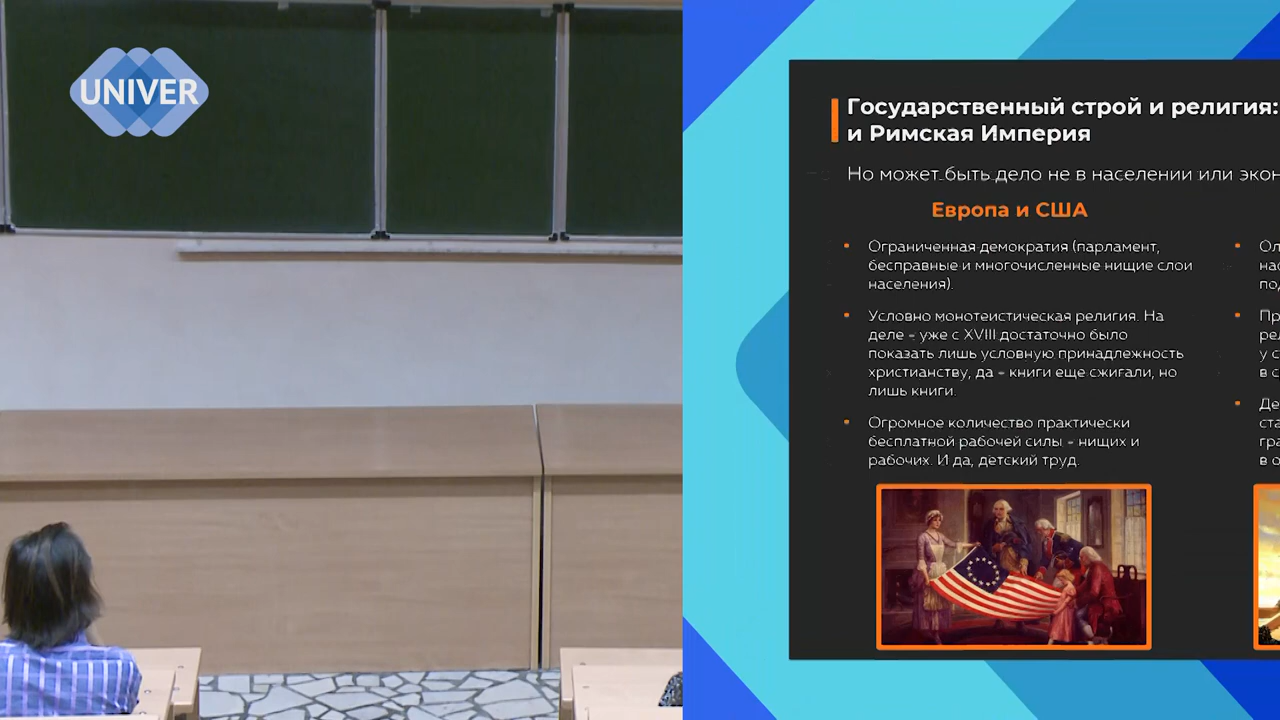 UNIVER
Государственный строй и религия:
и Римская Империя
Но может быть дело не в населении или
Европа и США
Ограниченная демократия (парламент,
бесправные и многочисленные нищие слои
населения).
Условно монотеистическая религия. На
деле - уже с XVIII достаточно было
показать лишь условную принадлежность
христианству, да - книги еще сжигали, но
лишь книги.
Огромное количество практически
бесплатной рабочей силы - нищих и
рабочих. И да, детский труд.